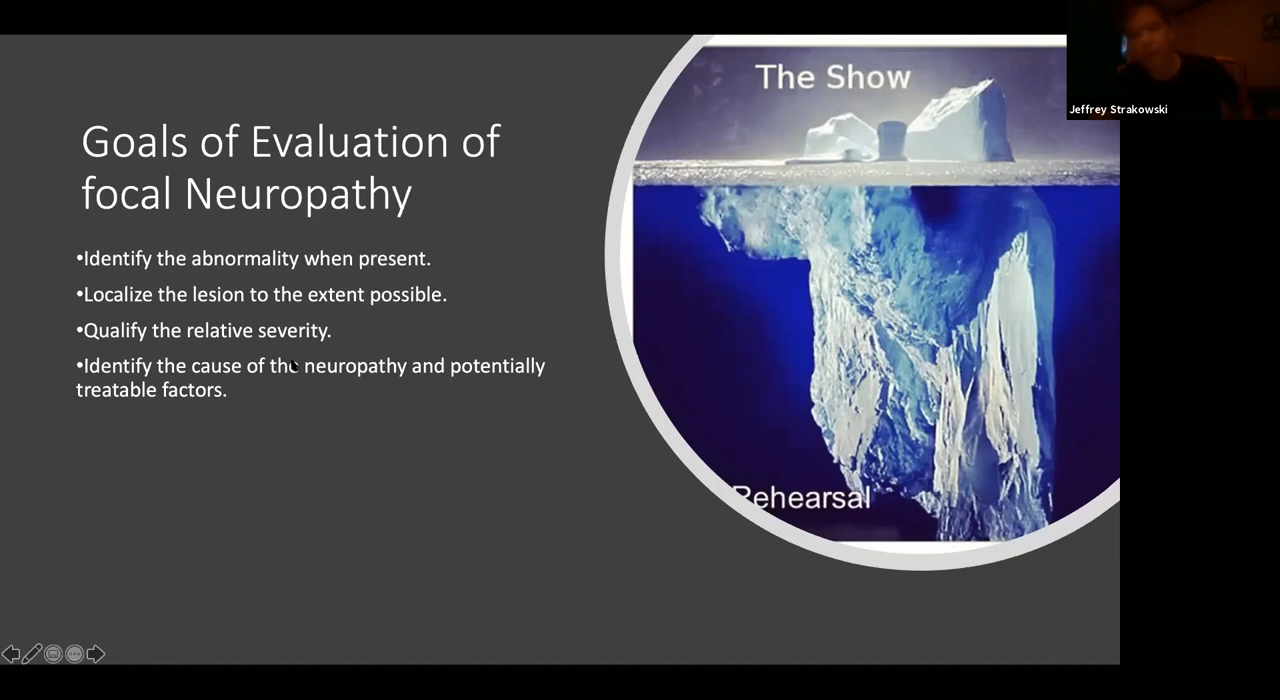 The Show
Jeffrey Strakowski
Goals of Evaluation of
focal Neuropathy
•Identify the abnormality when present.
•Localize the lesion to the extent possible.
•Qualify the relative severity.
•Identify the cause of the neuropathy and potentially
treatable factors.
Rehearsal